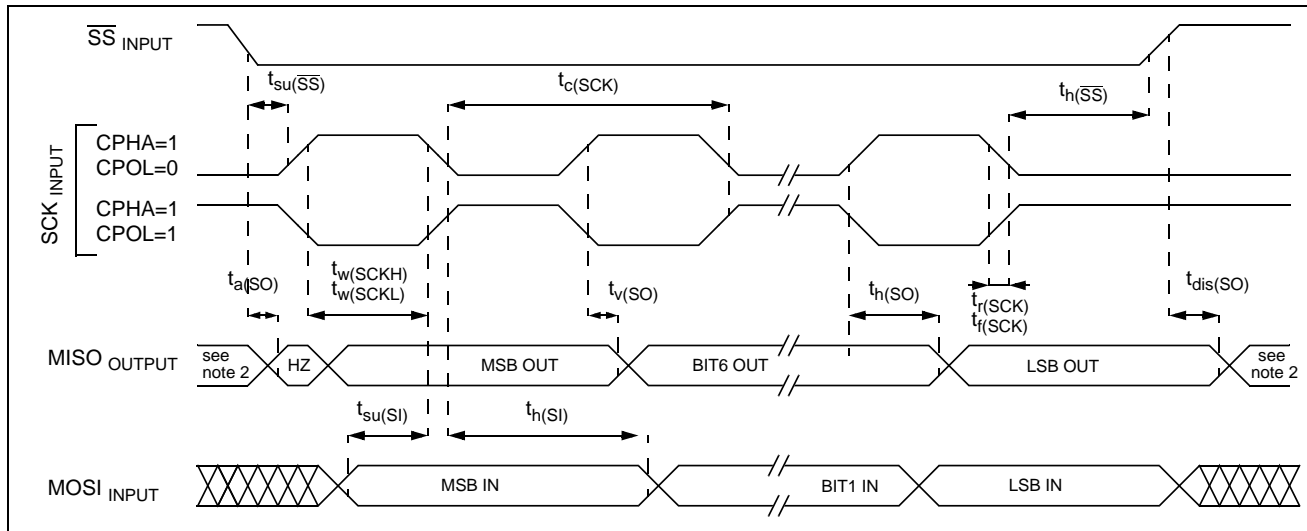 SS INPUT
tsu(SS)
tc(SCK)
th(SS)
SCK INPUT
CPHA=1
CPOL=0
CPHA=1
CPOL=1
ta(SO)
tw(SCKH)
tw(SCKL)
tv(SO)
th(SO)
tr(SCK)
tf(SCK)
tdis(SO)
MISO OUTPUT
see
note 2
HZ
MSB OUT
BIT6 OUT
LSB OUT
see
note 2
tsu(SI)
th(SI)
MOSI INPUT
MSB IN
BIT1 IN
LSB IN